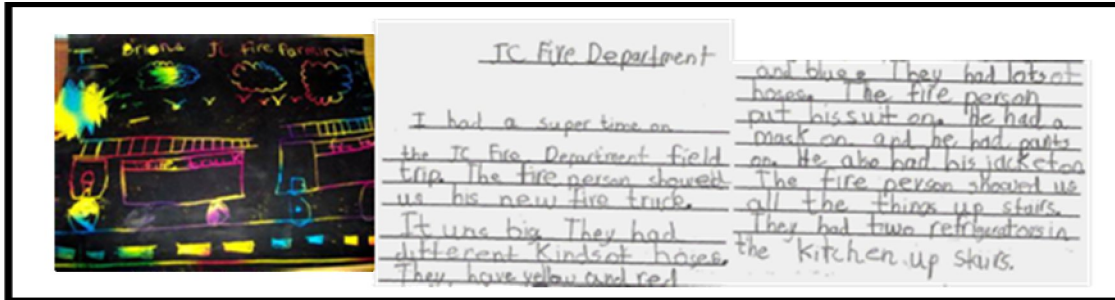 Briana JC fire
JC Fire Department
I had a super time on
the JC Fire Department field
trip. The fire person showed
us his new fire truck.
It was big. They had
different Kinds of hoses.
They have yellow and red
and blue. They had lots of
hoses. The fire person
put his suit on. He had a
mask on and he had pants
on. He also had his jacket on
The fire person showed us
all the things up stairs.
They had two refrigerators in
the kitchen up stairs.